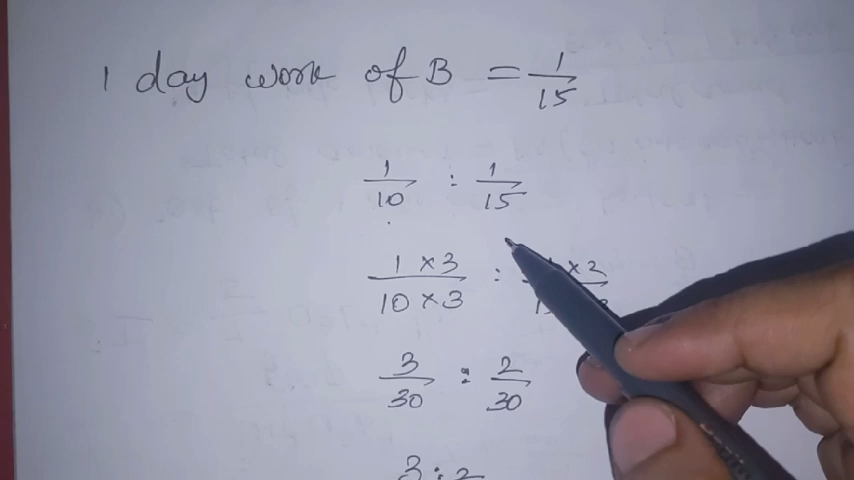 1 day work of B = 1/15
1/10 : 1/15
1 × 3 / 10 × 3 : × 2
3/30 : 2/30
3 : 2